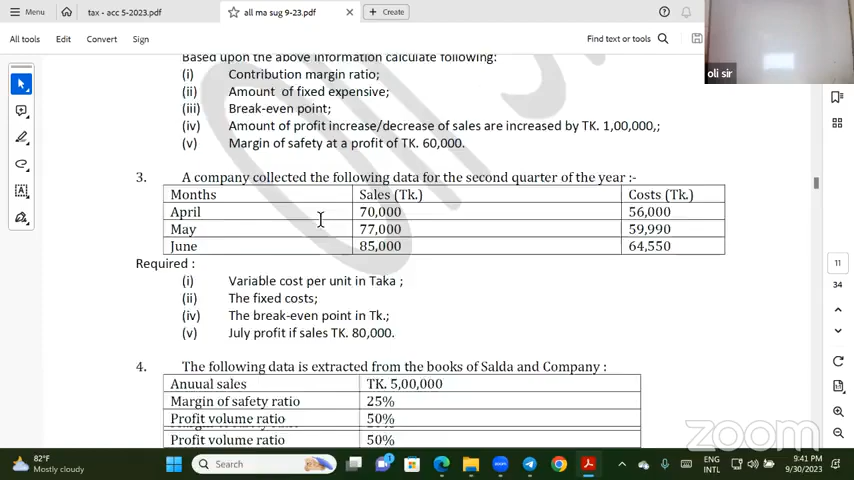 Menu tax - acc 5-2023.pdf all ma sug 9-23.pdf Create
All tools Edit Convert Sign Find text or tools
oli sir
Based upon the above information calculate following:
(i) Contribution margin ratio;
(ii) Amount of fixed expensive;
(iii) Break-even point;
(iv) Amount of profit increase/decrease of sales are increased by TK. 1,00,000,;
(v) Margin of safety at a profit of TK. 60,000.
3. A company collected the following data for the second quarter of the year :-
Months Sales (Tk.) Costs (Tk.)
April 70,000 56,000
May 77,000 59,990
June 85,000 64,550
Required :
(i) Variable cost per unit in Taka ;
(ii) The fixed costs;
(iv) The break-even point in Tk.;
(v) July profit if sales TK. 80,000.
4. The following data is extracted from the books of Salda and Company :
Anuual sales TK. 5,00,000
Margin of safety ratio 25%
Profit volume ratio 50%
Profit volume ratio 50%
11
34
zoom
82°F
Mostly cloudy
Search
ENG
INTL
9:41 PM
9/30/2023